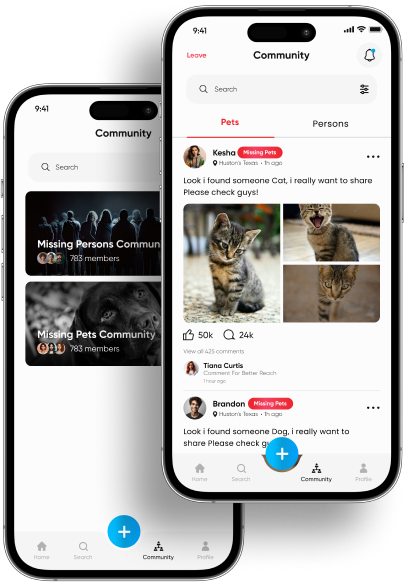 9:41
Community
Search
Missing Persons Commun
783 members
Missing Pets Community
783 members
Home
Search
Community
Profile
9:41
Leave
Community
Search
Pets
Persons
Kesha Missing Pets
Huston's Texas • 1h ago
Look i found someone Cat, i really want to share
Please check guys!
50k
24k
View all 425 comments
Tiana Curtis
Comment For Better Reach
1 hour ago
Brandon Missing Pets
Huston's Texas • 1h ago
Look i found someone Dog, i really want to
share Please check gu
Home
Search
Community
Profile